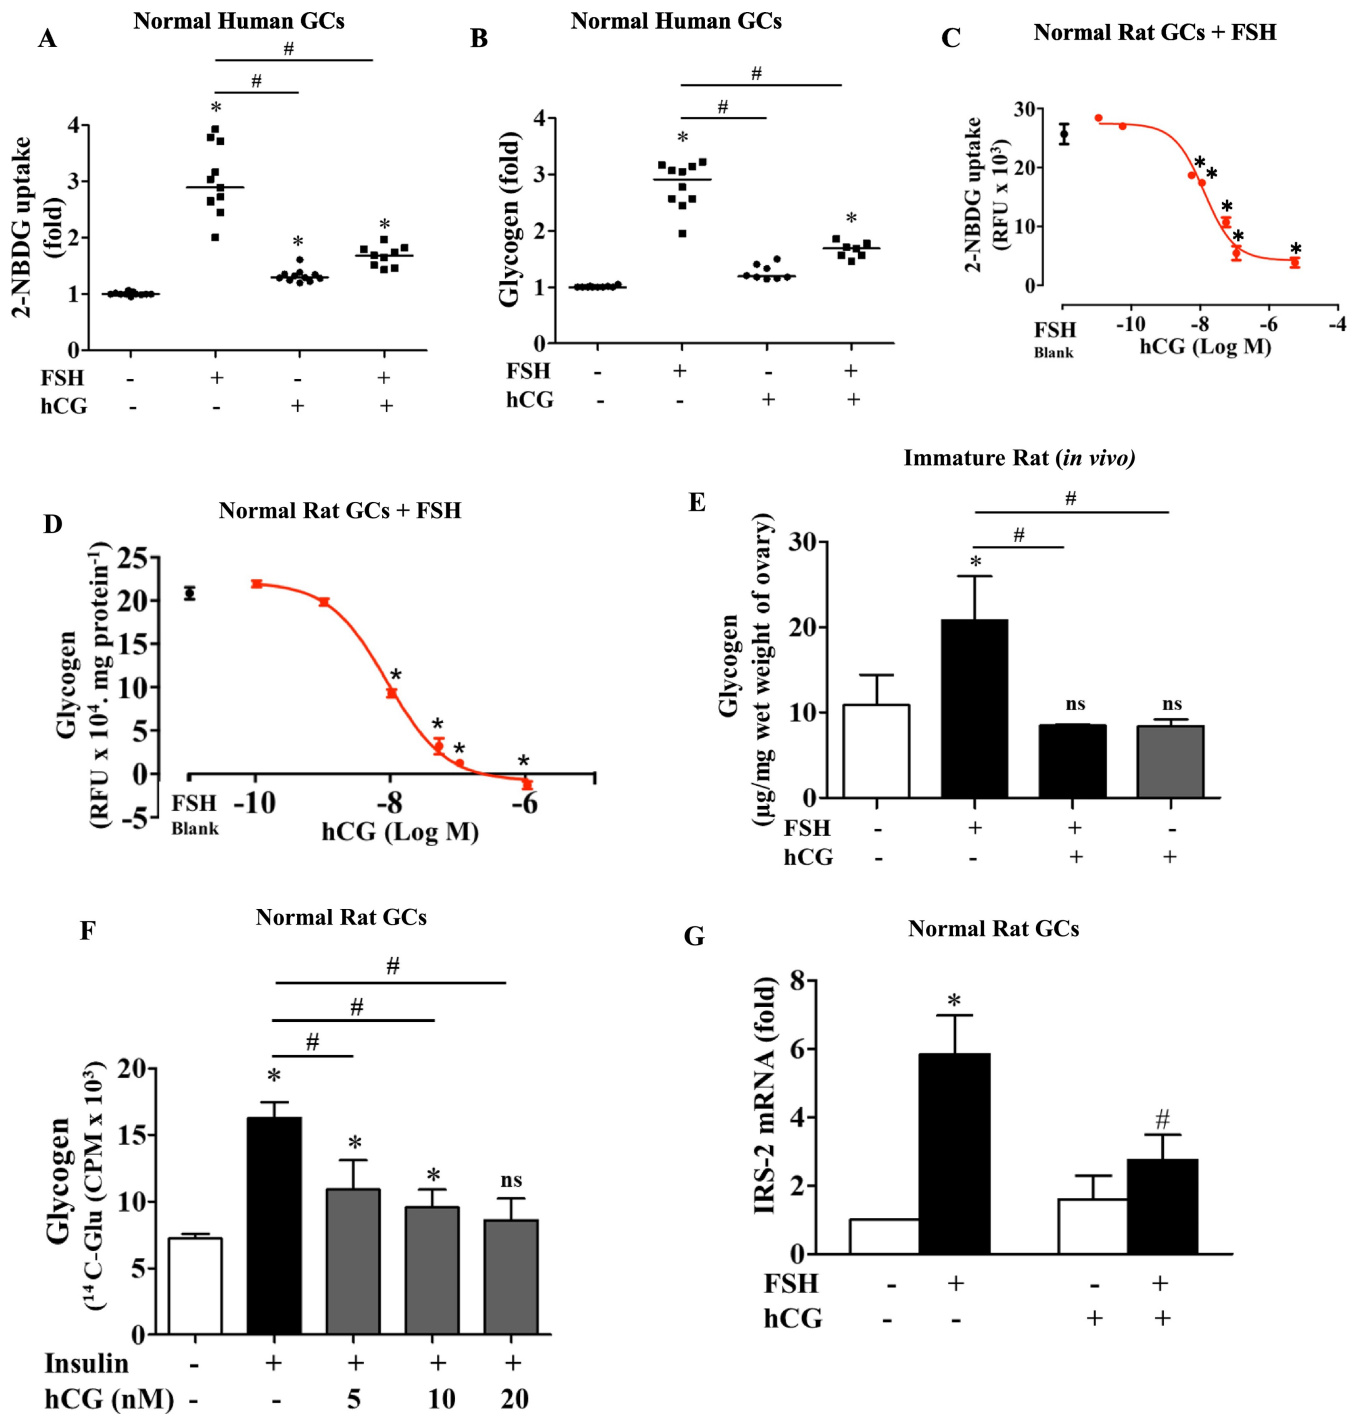 A
Normal Human GCs
#
#
*
*
*
2-NBDG uptake
(fold)
4
3
2
1
0
FSH - + - +
hCG - - + +
B
Normal Human GCs
#
#
*
*
Glycogen (fold)
4
3
2
1
0
FSH - + - +
hCG - - + +
C
Normal Rat GCs + FSH
2-NBDG uptake
(RFU x 10³)
30
20
10
0
*
*
*
*
*
FSH
Blank
-10 -8 -6 -4
hCG (Log M)
D
Normal Rat GCs + FSH
Glycogen
(RFU x 10⁴. mg protein⁻¹)
25
20
15
10
5
0
-5
*
*
*
*
FSH
Blank
-10 -8 -6
hCG (Log M)
E
Immature Rat (in vivo)
#
#
*
ns ns
Glycogen
(µg/mg wet weight of ovary)
30
20
10
0
FSH - + + -
hCG - - + +
F
Normal Rat GCs
#
#
#
*
*
*
ns
Glycogen
(¹⁴C-Glu (CPM x 10³)
20
15
10
5
0
Insulin - + + + +
hCG (nM) - - 5 10 20
G
Normal Rat GCs
*
#
IRS-2 mRNA (fold)
8
6
4
2
0
FSH - + - +
hCG - - + +